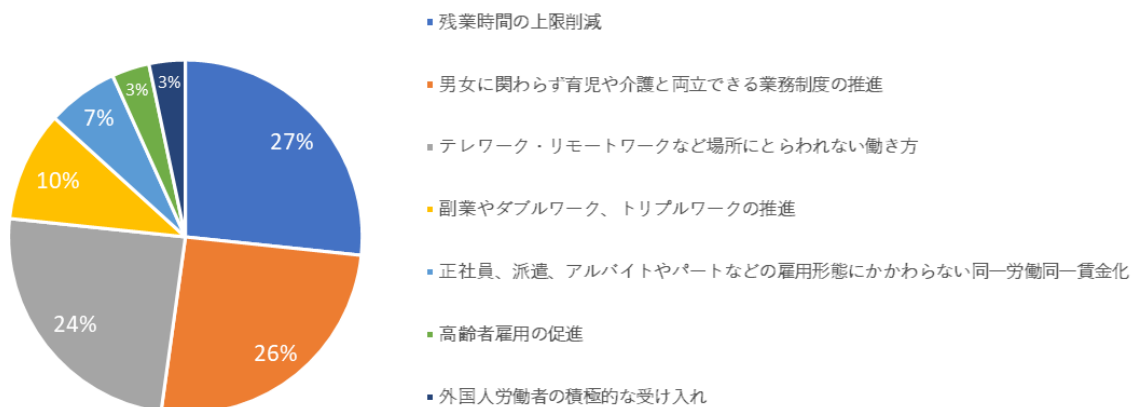 残業時間の上限削減
男女に関わらず育児や介護と両立できる業務制度の推進
テレワーク・リモートワークなど場所にとらわれない働き方
副業やダブルワーク、トリプルワークの推進
正社員、派遣、アルバイトやパートなどの雇用形態にかかわらない同一労働同一賃金化
高齢者雇用の促進
外国人労働者の積極的な受け入れ
27%
26%
24%
10%
7%
3%
3%